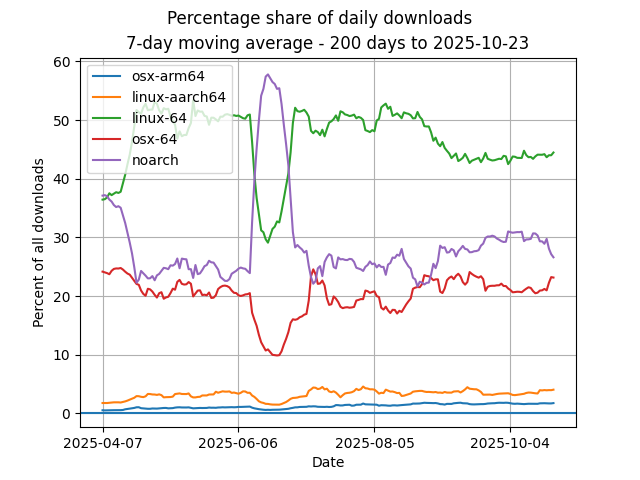 Percentage share of daily downloads
7-day moving average - 200 days to 2025-10-23
60
50
40
30
20
10
0
Percent of all downloads
osx-arm64
linux-aarch64
linux-64
osx-64
noarch
2025-04-07
2025-06-06
2025-08-05
2025-10-04
Date